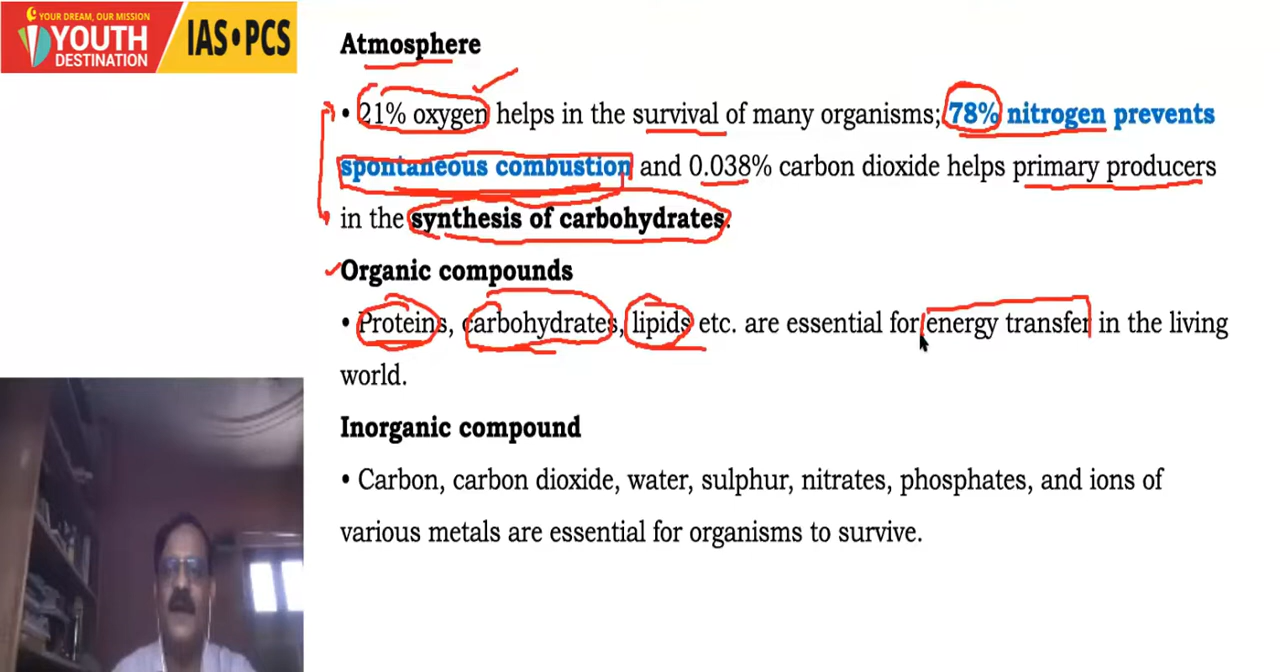 YOUR DREAM, OUR MISSION
YOUTH
DESTINATION
IAS•PCS
Atmosphere
• 21% oxygen helps in the survival of many organisms; 78% nitrogen prevents
spontaneous combustion and 0.038% carbon dioxide helps primary producers
in the synthesis of carbohydrates.
Organic compounds
• Proteins, carbohydrates, lipids etc. are essential for energy transfer in the living
world.
Inorganic compound
• Carbon, carbon dioxide, water, sulphur, nitrates, phosphates, and ions of
various metals are essential for organisms to survive.